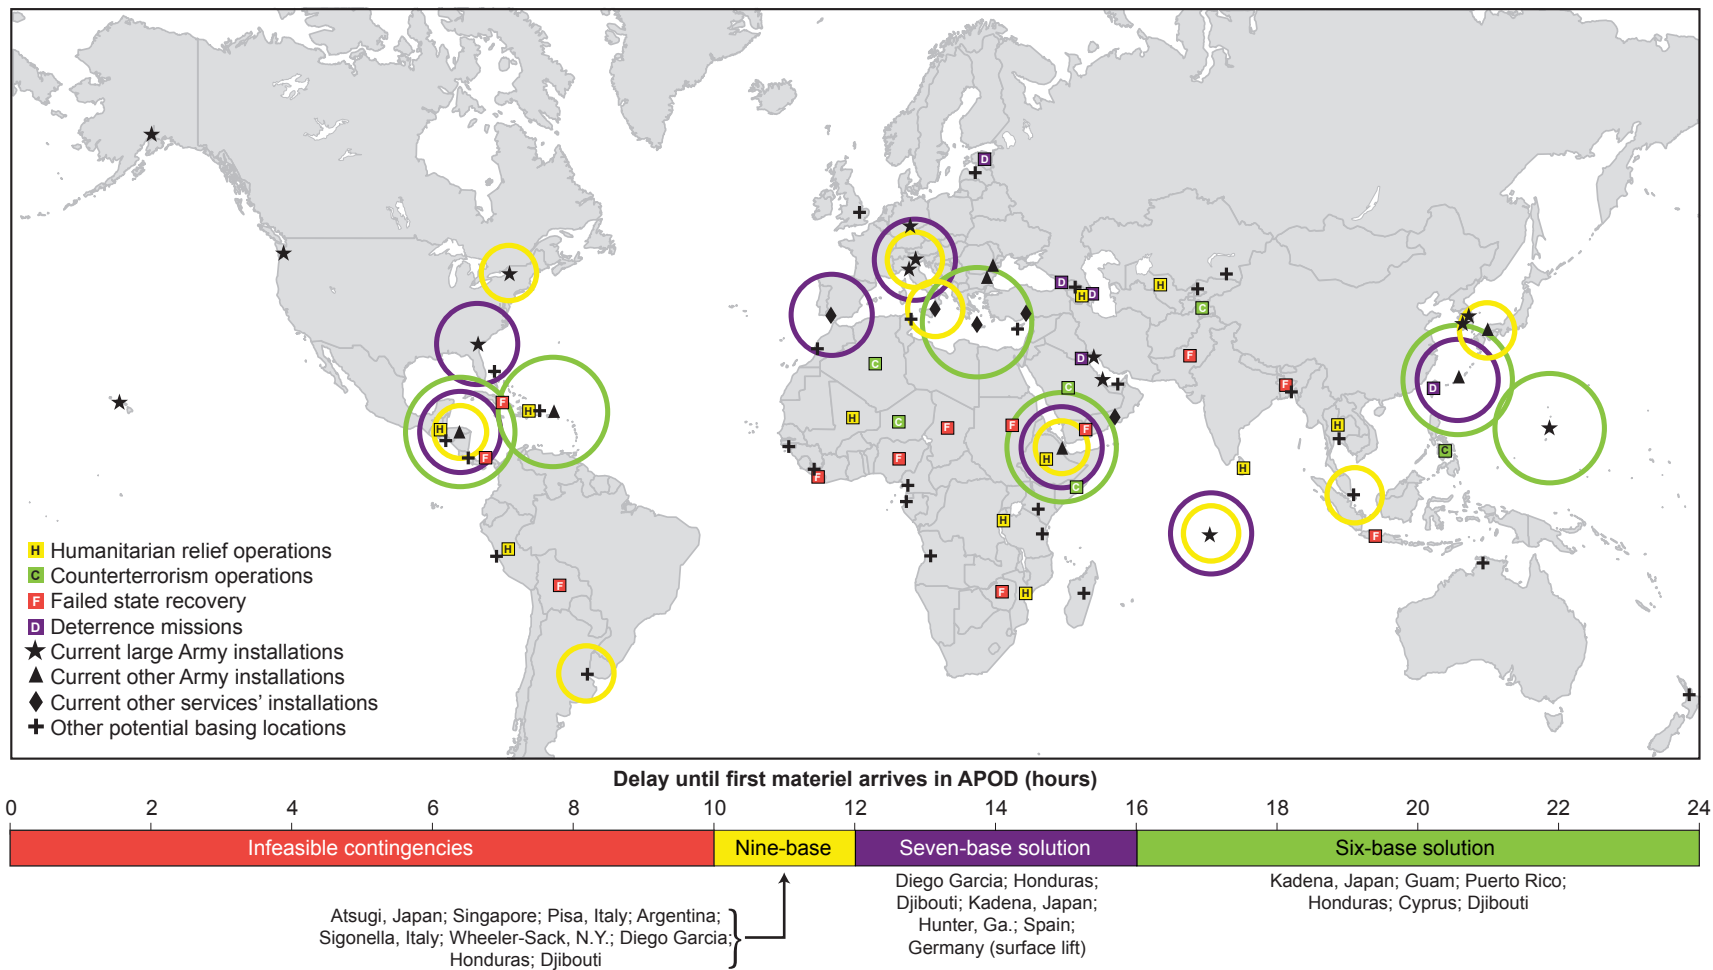 D
D
H
D
H
C
F
D
C
C
F
H
H
F
H
C
F
F
F
D
H
C
F
F
F
H
C
H
H
F
H
F
H
F
H Humanitarian relief operations
C Counterterrorism operations
F Failed state recovery
D Deterrence missions
Current large Army installations
Current other Army installations
Current other services' installations
Other potential basing locations
Delay until first materiel arrives in APOD (hours)
0 2 4 6 8 10 12 14 16 18 20 22 24
Infeasible contingencies Nine-base Seven-base solution Six-base solution
Atsugi, Japan; Singapore; Pisa, Italy; Argentina;
Sigonella, Italy; Wheeler-Sack, N.Y.; Diego Garcia;
Honduras; Djibouti
Diego Garcia; Honduras;
Djibouti; Kadena, Japan;
Hunter, Ga.; Spain;
Germany (surface lift)
Kadena, Japan; Guam; Puerto Rico;
Honduras; Cyprus; Djibouti